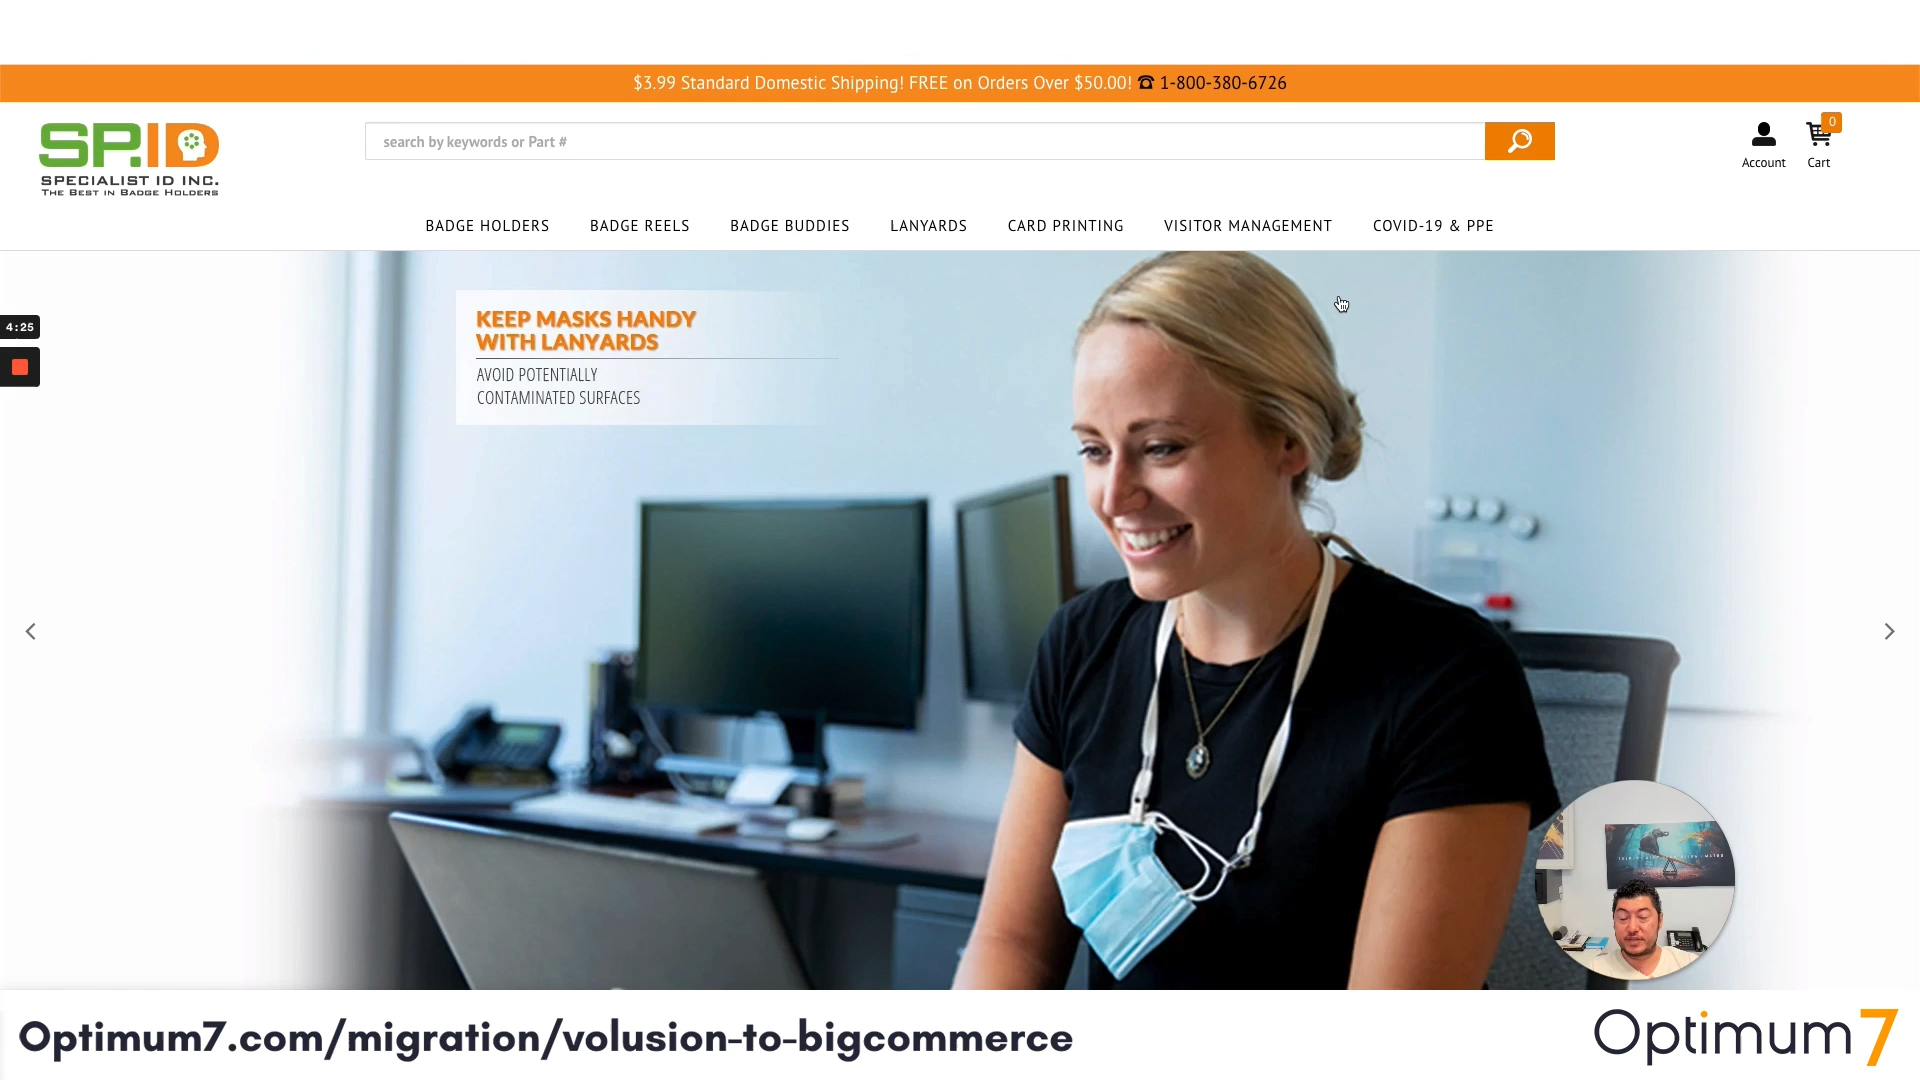 $3.99 Standard Domestic Shipping! FREE on Orders Over $50.00! ☎ 1-800-380-6726
SP.ID
SPECIALIST ID INC.
THE BEST IN BADGE HOLDERS
search by keywords or Part #
0
Account
Cart
BADGE HOLDERS
BADGE REELS
BADGE BUDDIES
LANYARDS
CARD PRINTING
VISITOR MANAGEMENT
COVID-19 & PPE
KEEP MASKS HANDY
WITH LANYARDS
AVOID POTENTIALLY
CONTAMINATED SURFACES
4:25
Optimum7.com/migration/volusion-to-bigcommerce
Optimum7